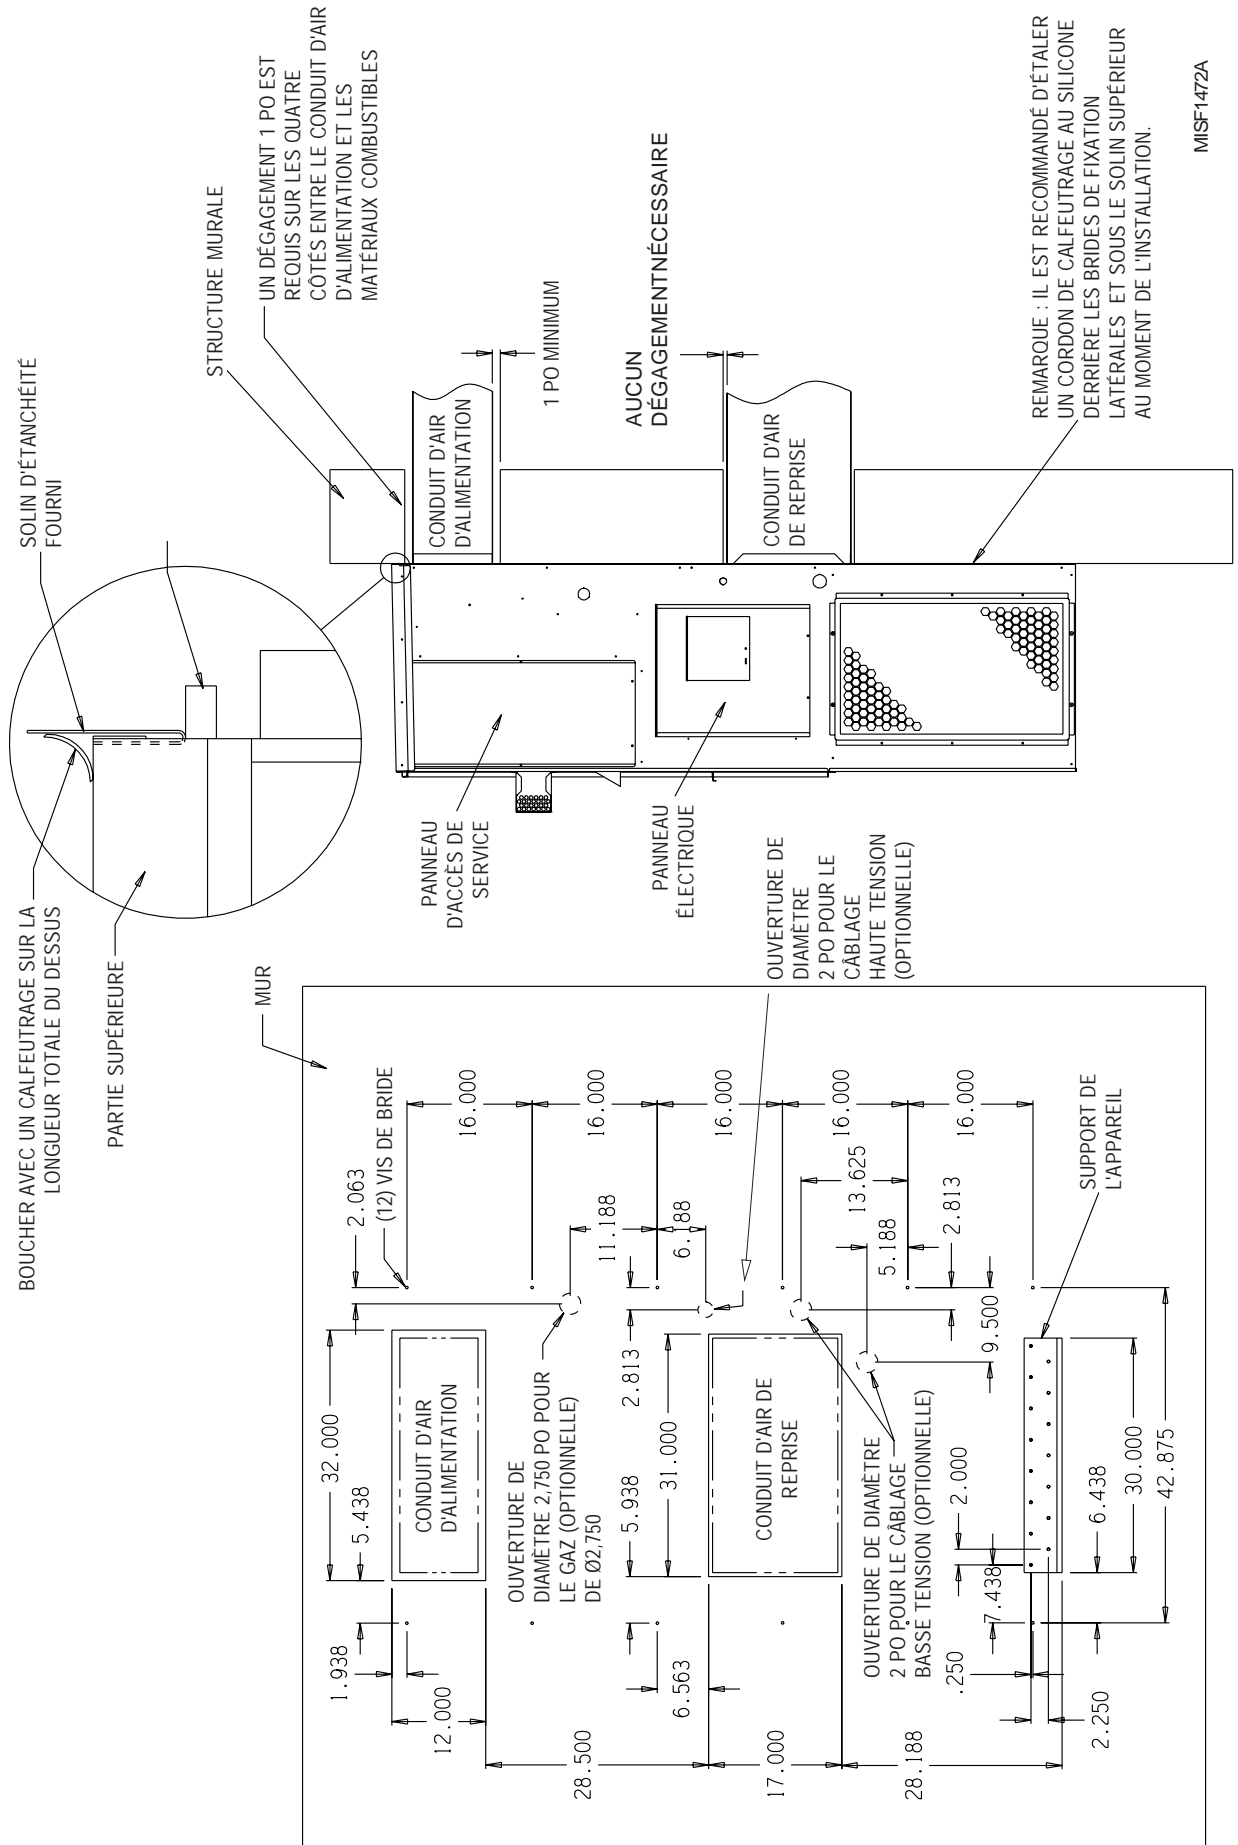 BOUCHER AVEC UN CALFEUTRAGE SUR LA
LONGUEUR TOTALE DU DESSUS
PARTIE SUPÉRIEURE
SOLIN D'ÉTANCHÉITÉ
FOURNI
STRUCTURE MURALE
UN DÉGAGEMENT 1 PO EST
REQUIS SUR LES QUATRE
CÔTÉS ENTRE LE CONDUIT D'AIR
D'ALIMENTATION ET LES
MATÉRIAUX COMBUSTIBLES
CONDUIT D'AIR
D'ALIMENTATION
1 PO MINIMUM
AUCUN
DÉGAGEMENTNÉCESSAIRE
CONDUIT D'AIR
DE REPRISE
REMARQUE : IL EST RECOMMANDÉ D'ÉTALER
UN CORDON DE CALFEUTRAGE AU SILICONE
DERRIÈRE LES BRIDES DE FIXATION
LATÉRALES ET SOUS LE SOLIN SUPÉRIEUR
AU MOMENT DE L'INSTALLATION.
MISF1472A
PANNEAU
D'ACCÈS DE
SERVICE
PANNEAU
ÉLECTRIQUE
MUR
OUVERTURE DE
DIAMÈTRE
2 PO POUR LE
CÂBLAGE
HAUTE TENSION
(OPTIONNELLE)
32.000
5.438
1.938
12.000
2.063
(12) VIS DE BRIDE
16.000
16.000
16.000
16.000
16.000
CONDUIT D'AIR
D'ALIMENTATION
11.188
6.188
OUVERTURE DE
DIAMÈTRE 2,750 PO POUR
LE GAZ (OPTIONNELLE)
DE Ø2,750
28.500
2.813
5.938
31.000
6.563
CONDUIT D'AIR DE
REPRISE
17.000
13.625
5.188
2.813
9.500
OUVERTURE DE DIAMÈTRE
2 PO POUR LE CÂBLAGE
BASSE TENSION (OPTIONNELLE)
28.188
2.000
7.438
.250
2.250
SUPPORT DE
L'APPAREIL
6.438
30.000
42.875